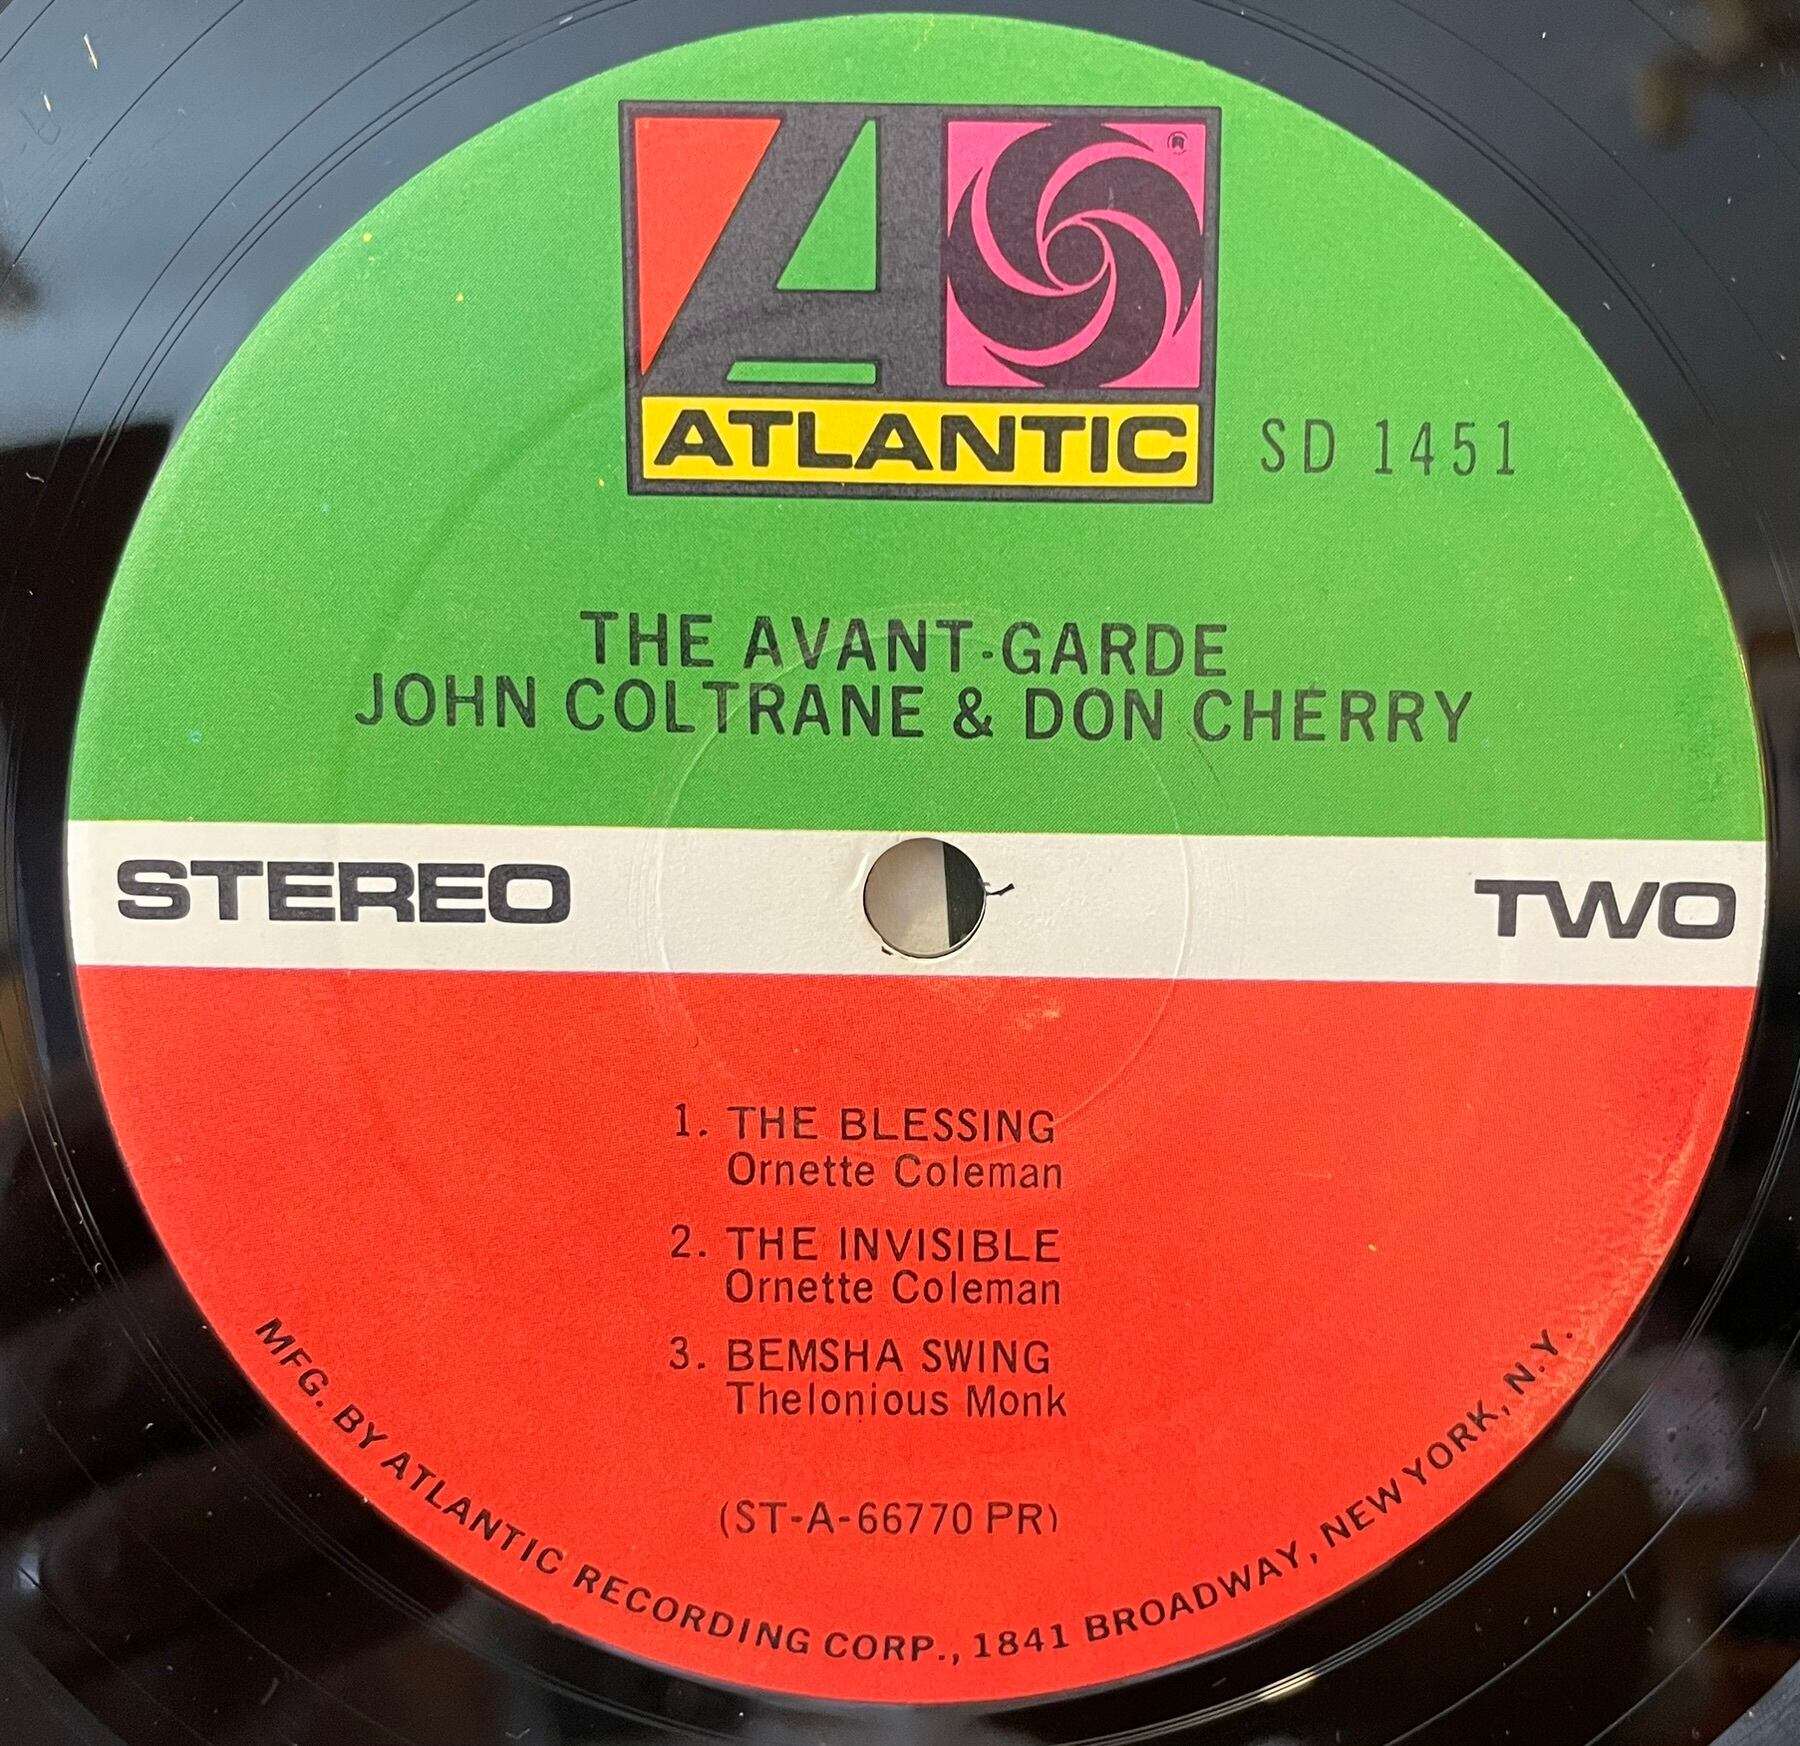 A
®
ATLANTIC
SD 1451
THE AVANT-GARDE
JOHN COLTRANE & DON CHERRY
STEREO
TWO
1. THE BLESSING
Ornette Coleman
2. THE INVISIBLE
Ornette Coleman
3. BEMSHA SWING
Thelonious Monk
(ST-A-66770 PR)
MFG. BY ATLANTIC RECORDING CORP., 1841 BROADWAY, NEW YORK, N.Y.